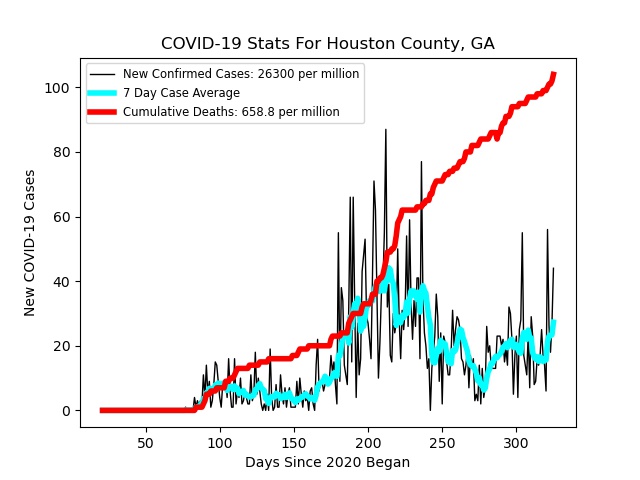 COVID-19 Stats For Houston County, GA
New Confirmed Cases: 26300 per million
7 Day Case Average
Cumulative Deaths: 658.8 per million
New COVID-19 Cases
100
80
60
40
20
0
50 100 150 200 250 300
Days Since 2020 Began